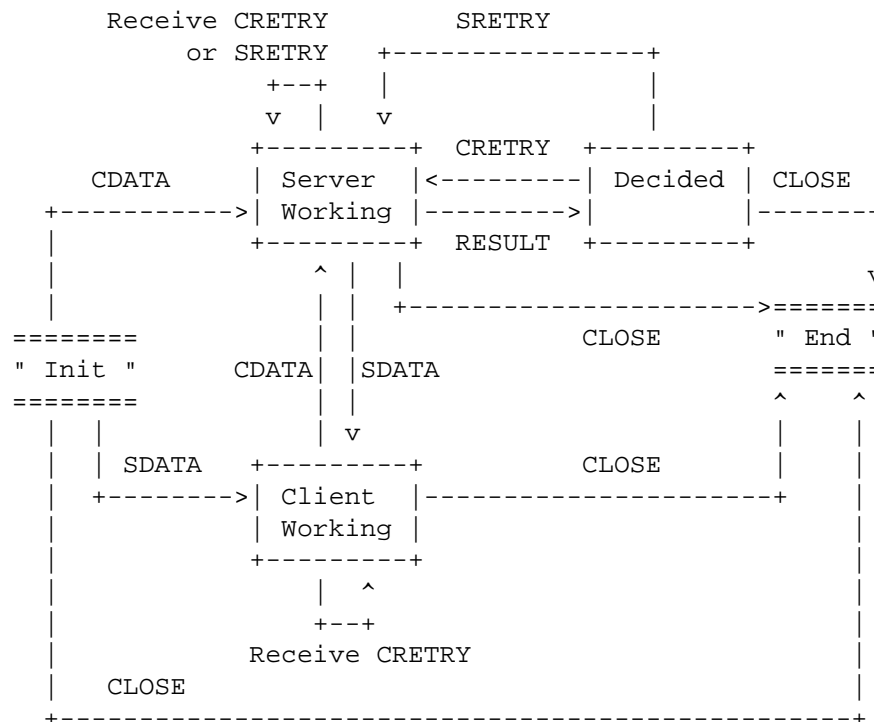 Receive CRETRY SRETRY
or SRETRY
CRETRY
CDATA Server Decided CLOSE
Working
RESULT
CLOSE " End "
" Init " CDATA SDATA
SDATA CLOSE
Client
Working
Receive CRETRY
CLOSE